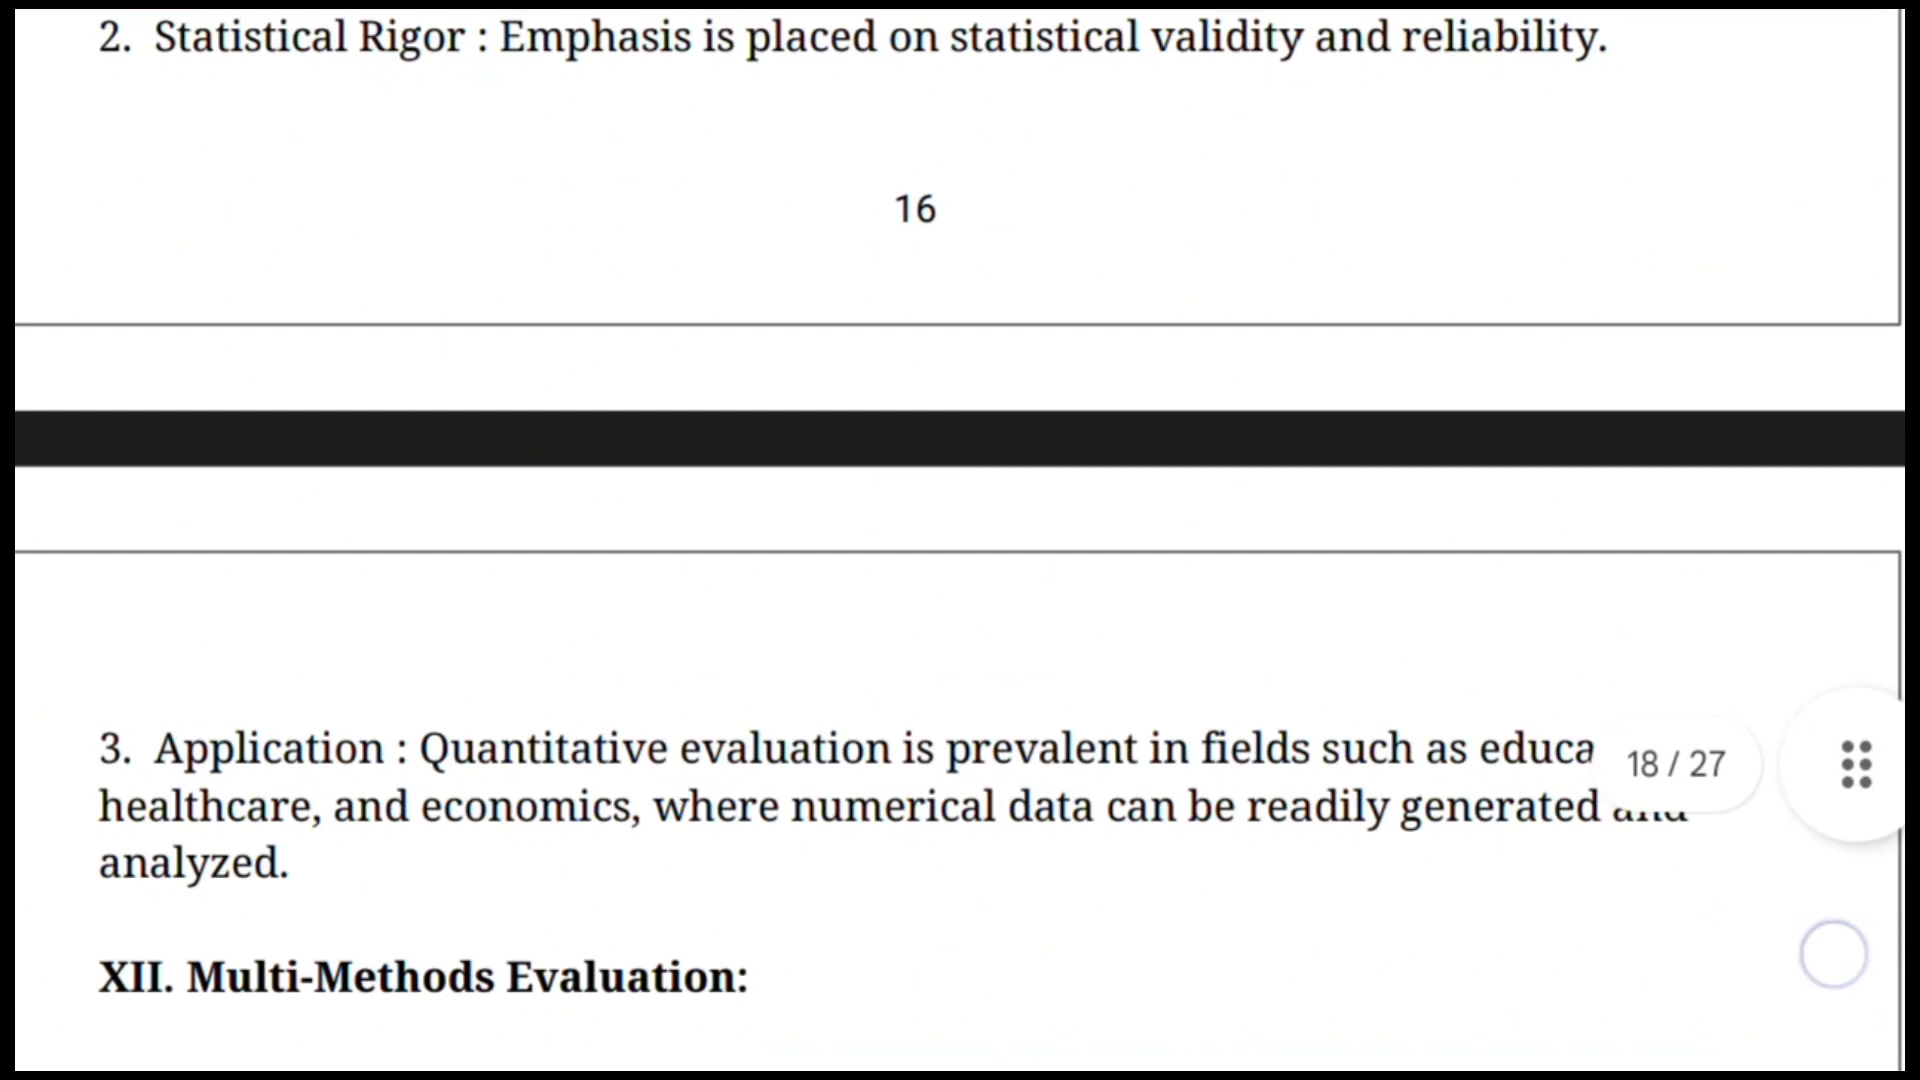 2. Statistical Rigor : Emphasis is placed on statistical validity and reliability.
16
3. Application : Quantitative evaluation is prevalent in fields such as educa
18 / 27
healthcare, and economics, where numerical data can be readily generated and
analyzed.
XII. Multi-Methods Evaluation: